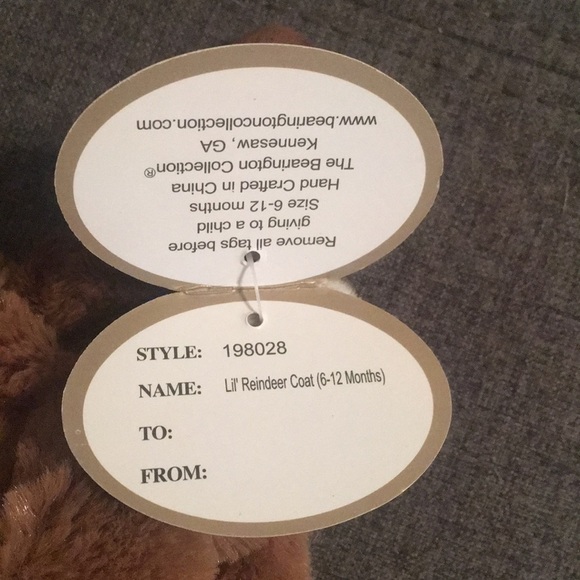 Remove all tags before
giving to a child
Size 6-12 months
Hand Crafted in China
The Bearington Collection®
Kennesaw, GA
www.bearingtoncollection.com
STYLE: 198028
NAME: Lil' Reindeer Coat (6-12 Months)
TO:
FROM: